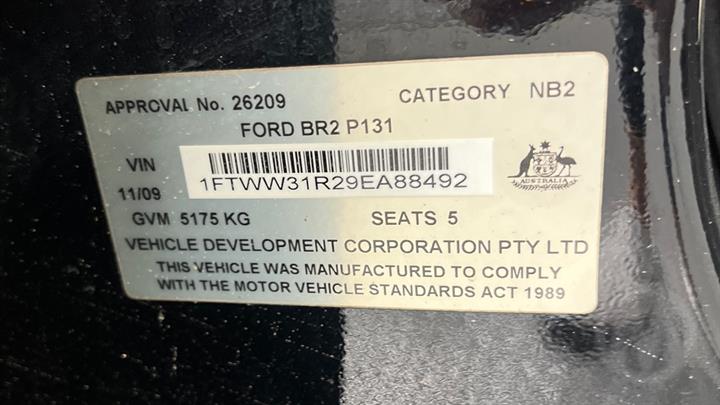 APPROVAL No. 26209 CATEGORY NB2
FORD BR2 P131
VIN
1FTWW31R29EA88492
AUSTRALIA
11/09
GVM 5175 KG SEATS 5
VEHICLE DEVELOPMENT CORPORATION PTY LTD
THIS VEHICLE WAS MANUFACTURED TO COMPLY
WITH THE MOTOR VEHICLE STANDARDS ACT 1989